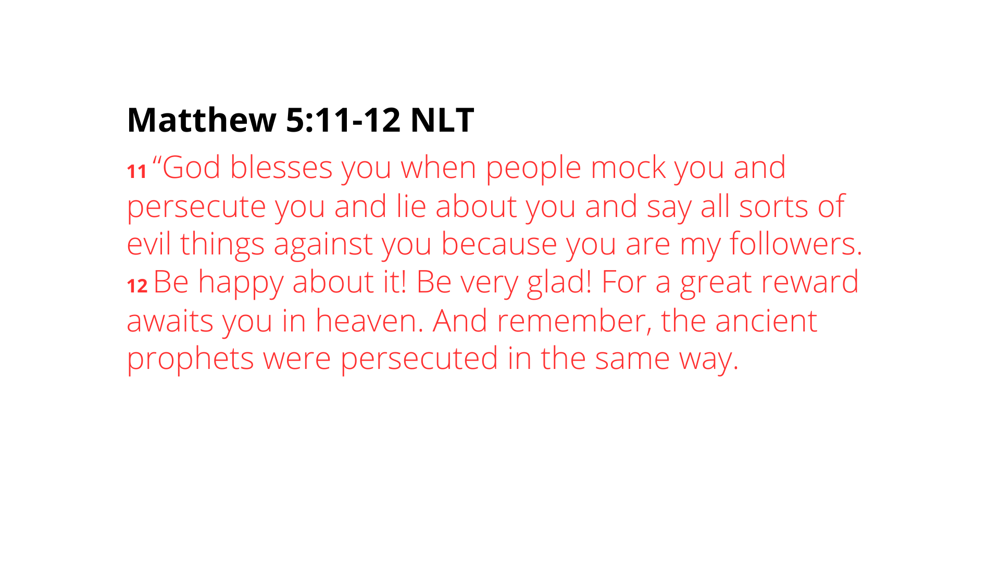 Matthew 5:11-12 NLT
11 “God blesses you when people mock you and
persecute you and lie about you and say all sorts of
evil things against you because you are my followers.
12 Be happy about it! Be very glad! For a great reward
awaits you in heaven. And remember, the ancient
prophets were persecuted in the same way.